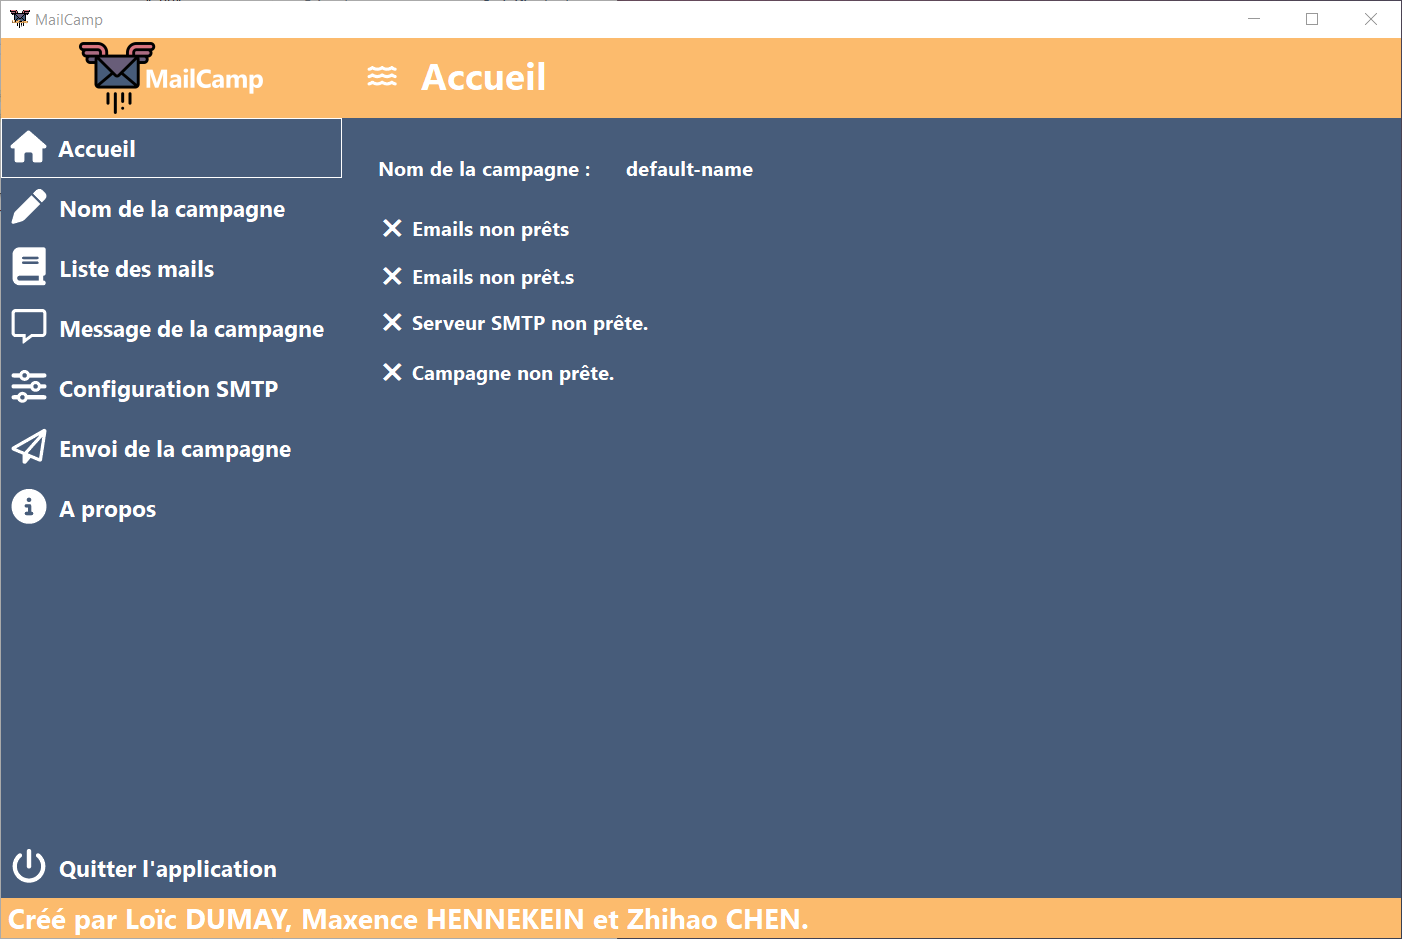 MailCamp
MailCamp
Accueil
Accueil
Nom de la campagne
Liste des mails
Message de la campagne
Configuration SMTP
Envoi de la campagne
A propos
Quitter l'application
Nom de la campagne : default-name
Emails non prêts
Emails non prêt.s
Serveur SMTP non prête.
Campagne non prête.
Créé par Loïc DUMAY, Maxence HENNEKEIN et Zhihao CHEN.